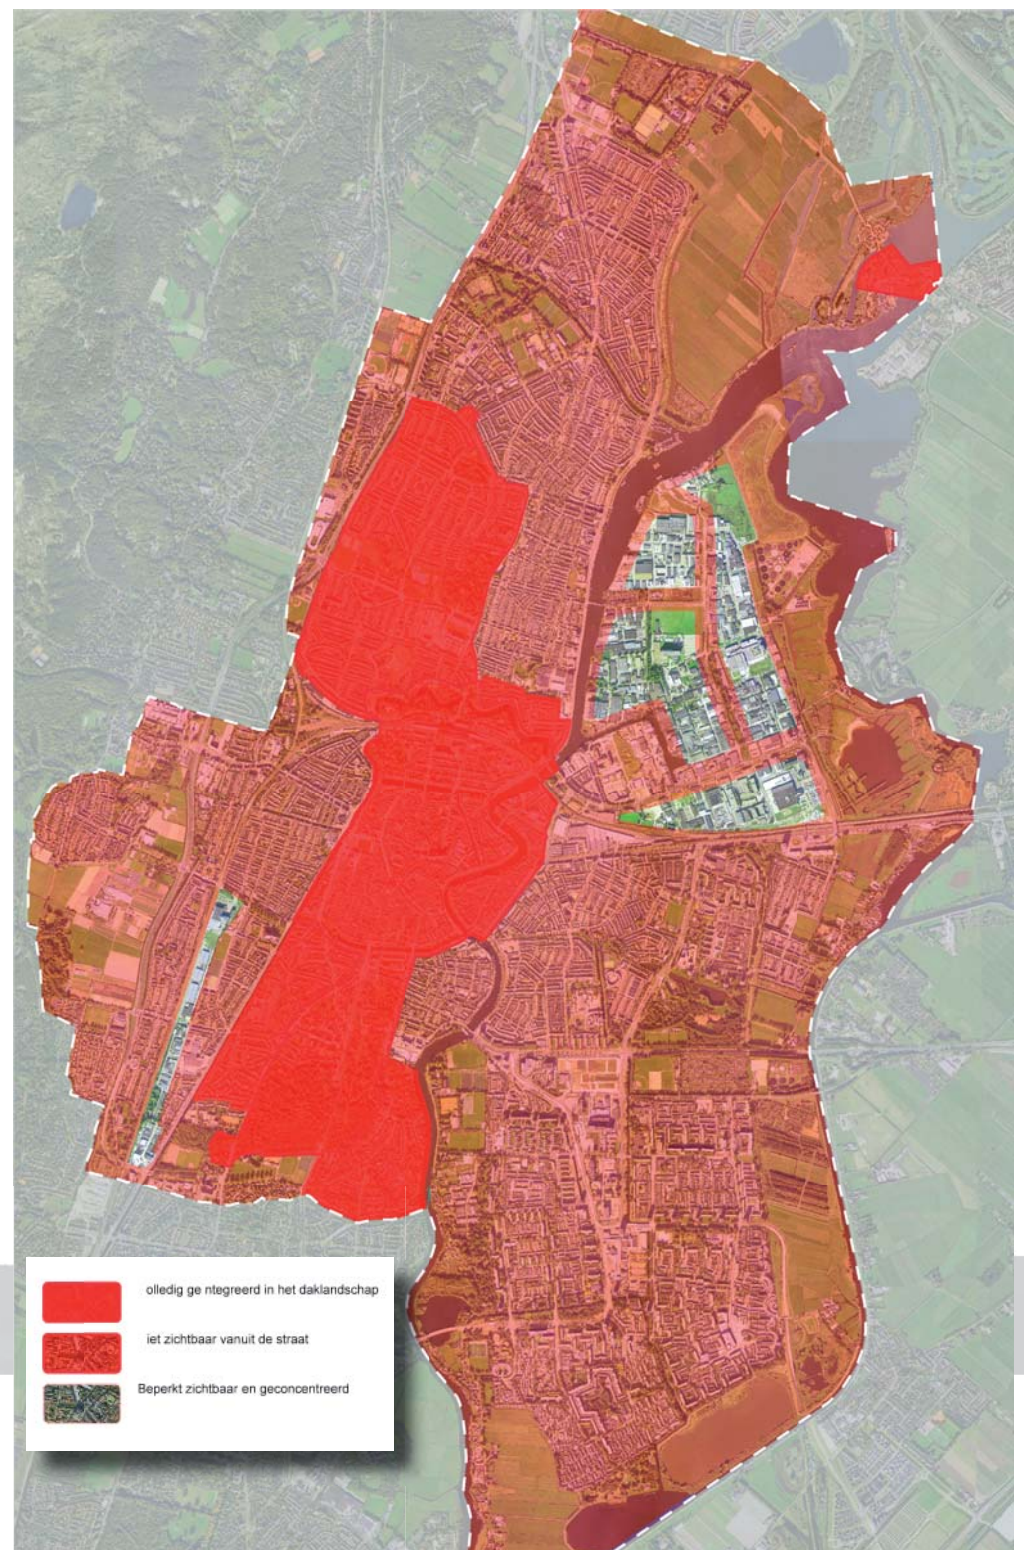 olledig ge ntegreerd in het daklandschap
iet zichtbaar vanuit de straat
Beperkt zichtbaar en geconcentreerd